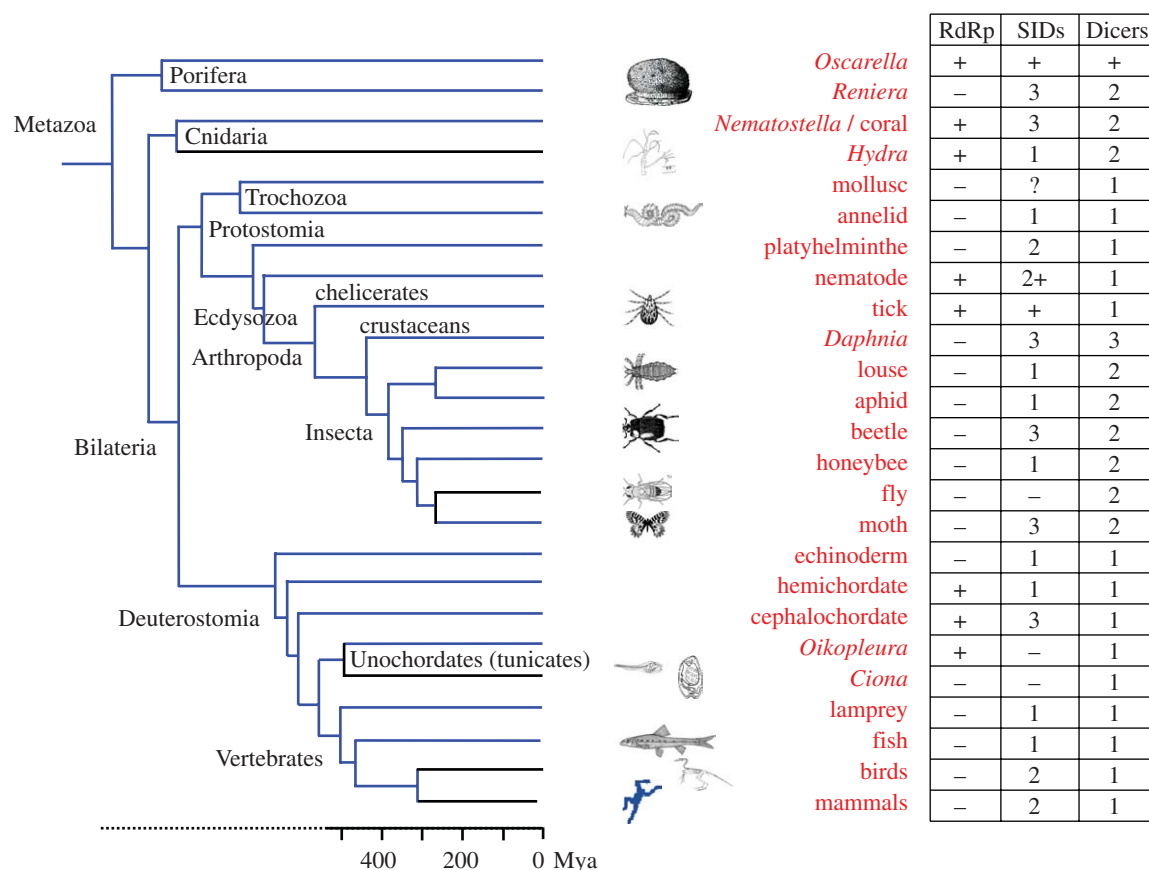 RdRp SIDs Dicers
Oscarella + + +
Porifera
Reniera – 3 2
Metazoa
Nematostella / coral + 3 2
Cnidaria
Hydra + 1 2
mollusc – ? 1
Trochozoa
annelid – 1 1
Protostomia
platyhelminthe – 2 1
nematode + 2+ 1
chelicerates
Ecdysozoa
tick + + 1
crustaceans
Daphnia – 3 3
Arthropoda
louse – 1 2
aphid – 1 2
Insecta
beetle – 3 2
Bilateria
honeybee – 1 2
fly – – 2
moth – 3 2
echinoderm – 1 1
hemichordate + 1 1
Deuterostomia
cephalochordate + 3 1
Oikopleura + – 1
Unochordates (tunicates)
Ciona – – 1
lamprey – 1 1
fish – 1 1
Vertebrates
birds – 2 1
mammals – 2 1
400 200 0 Mya